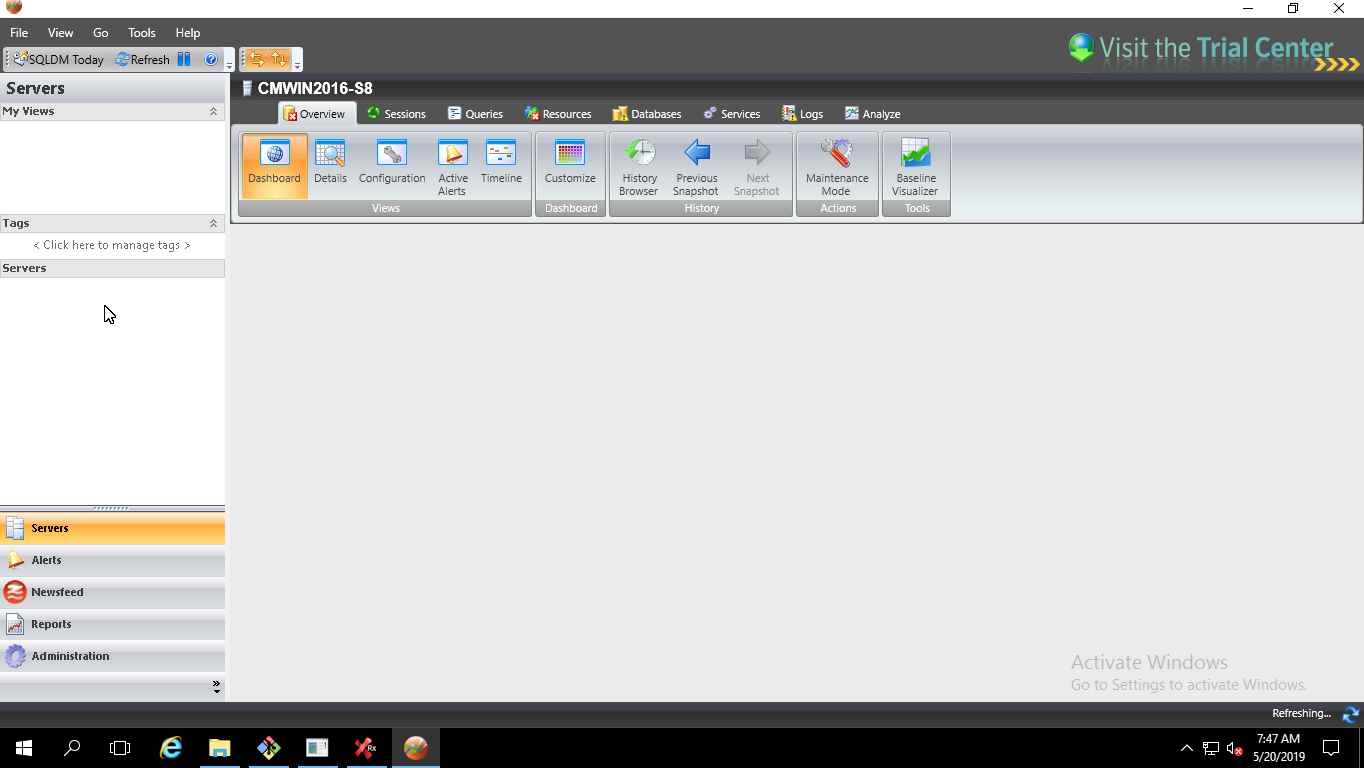 File View Go Tools Help
SQLDM Today Refresh
Visit the Trial Center
Servers
CMWIN2016-S8
My Views
Overview Sessions Queries Resources Databases Services Logs Analyze
Dashboard Details Configuration Active Alerts Timeline Customize History Browser Previous Snapshot Next Snapshot Maintenance Mode Baseline Visualizer
Views Dashboard History Actions Tools
Tags
< Click here to manage tags >
Servers
Servers
Alerts
Newsfeed
Reports
Administration
Activate Windows
Go to Settings to activate Windows.
Refreshing...
Rx
7:47 AM
5/20/2019